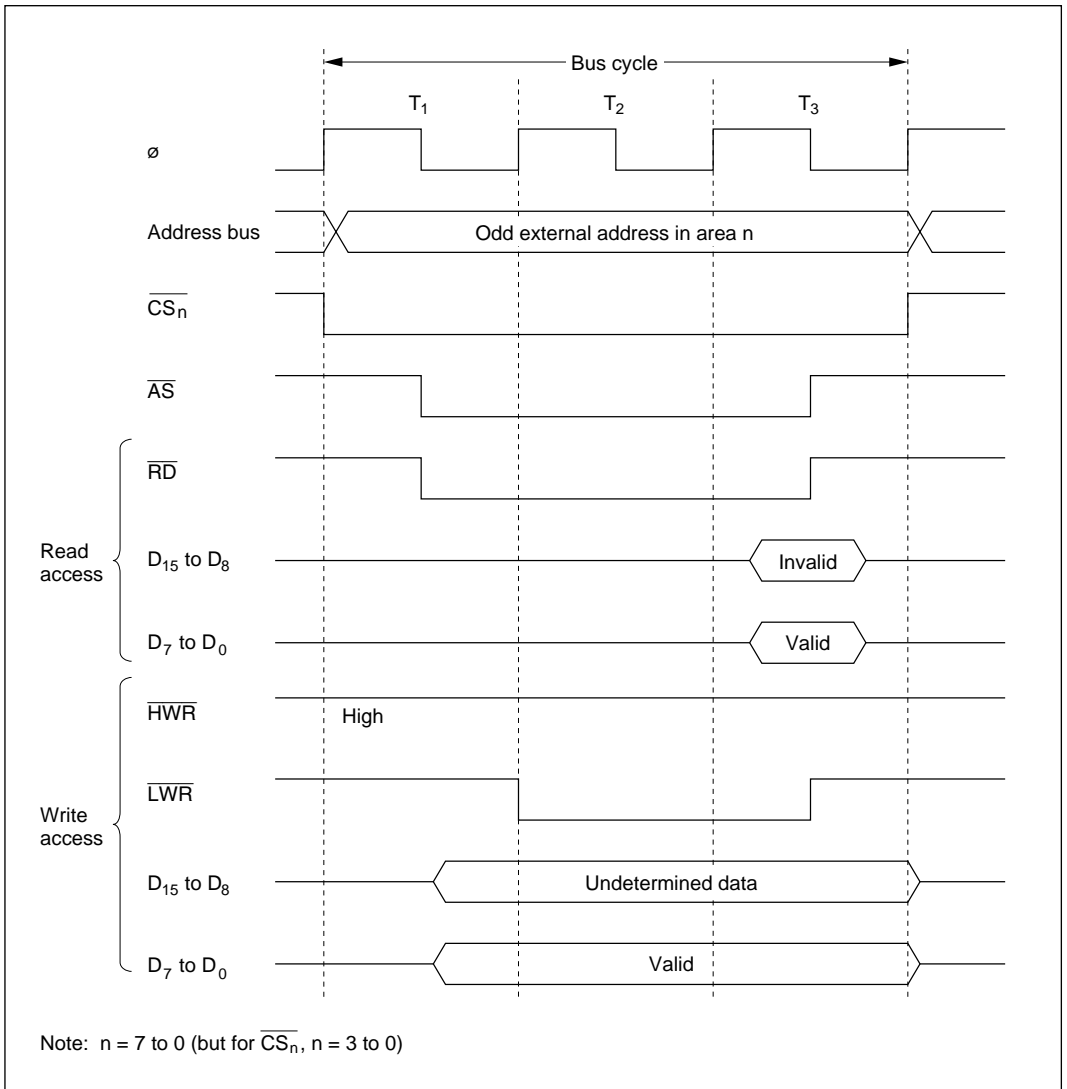 Bus cycle
T1 T2 T3
ø
Address bus Odd external address in area n
CSn
AS
RD
Read access
D15 to D8 Invalid
D7 to D0 Valid
HWR High
LWR
Write access
D15 to D8 Undetermined data
D7 to D0 Valid
Note: n = 7 to 0 (but for CSn, n = 3 to 0)